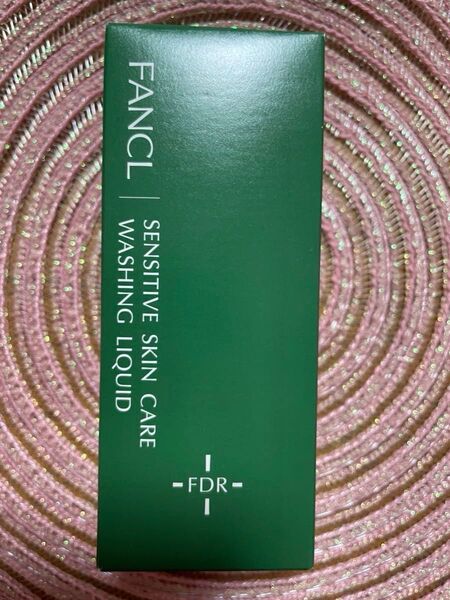 FANCL
SENSITIVE SKIN CARE
WASHING LIQUID
FDR